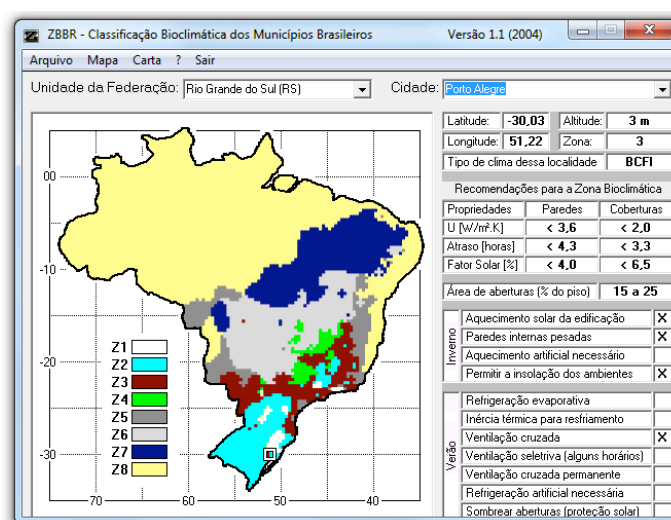 ZBBR - Classificação Bioclimática dos Municípios Brasileiros Versão 1.1 (2004)
Arquivo Mapa Carta ? Sair
Unidade da Federação: Rio Grande do Sul (RS) Cidade: Porto Alegre
Latitude: -30,03 Altitude: 3 m
Longitude: 51,22 Zona: 3
Tipo de clima dessa localidade BCFI
Recomendações para a Zona Bioclimática
Propriedades Paredes Coberturas
U [W/m².K] < 3,6 < 2,0
Atraso [horas] < 4,3 < 3,3
Fator Solar [%] < 4,0 < 6,5
Área de aberturas (% do piso) 15 a 25
Inverno
Aquecimento solar da edificação X
Paredes internas pesadas X
Aquecimento artificial necessário
Permitir a insolação dos ambientes X
Verão
Refrigeração evaporativa
Inércia térmica para resfriamento
Ventilação cruzada X
Ventilação seletiva (alguns horários)
Ventilação cruzada permanente
Refrigeração artificial necessária
Sombrear aberturas (proteção solar)
00
-10
-20
-30
Z1
Z2
Z3
Z4
Z5
Z6
Z7
Z8
70 60 50 40